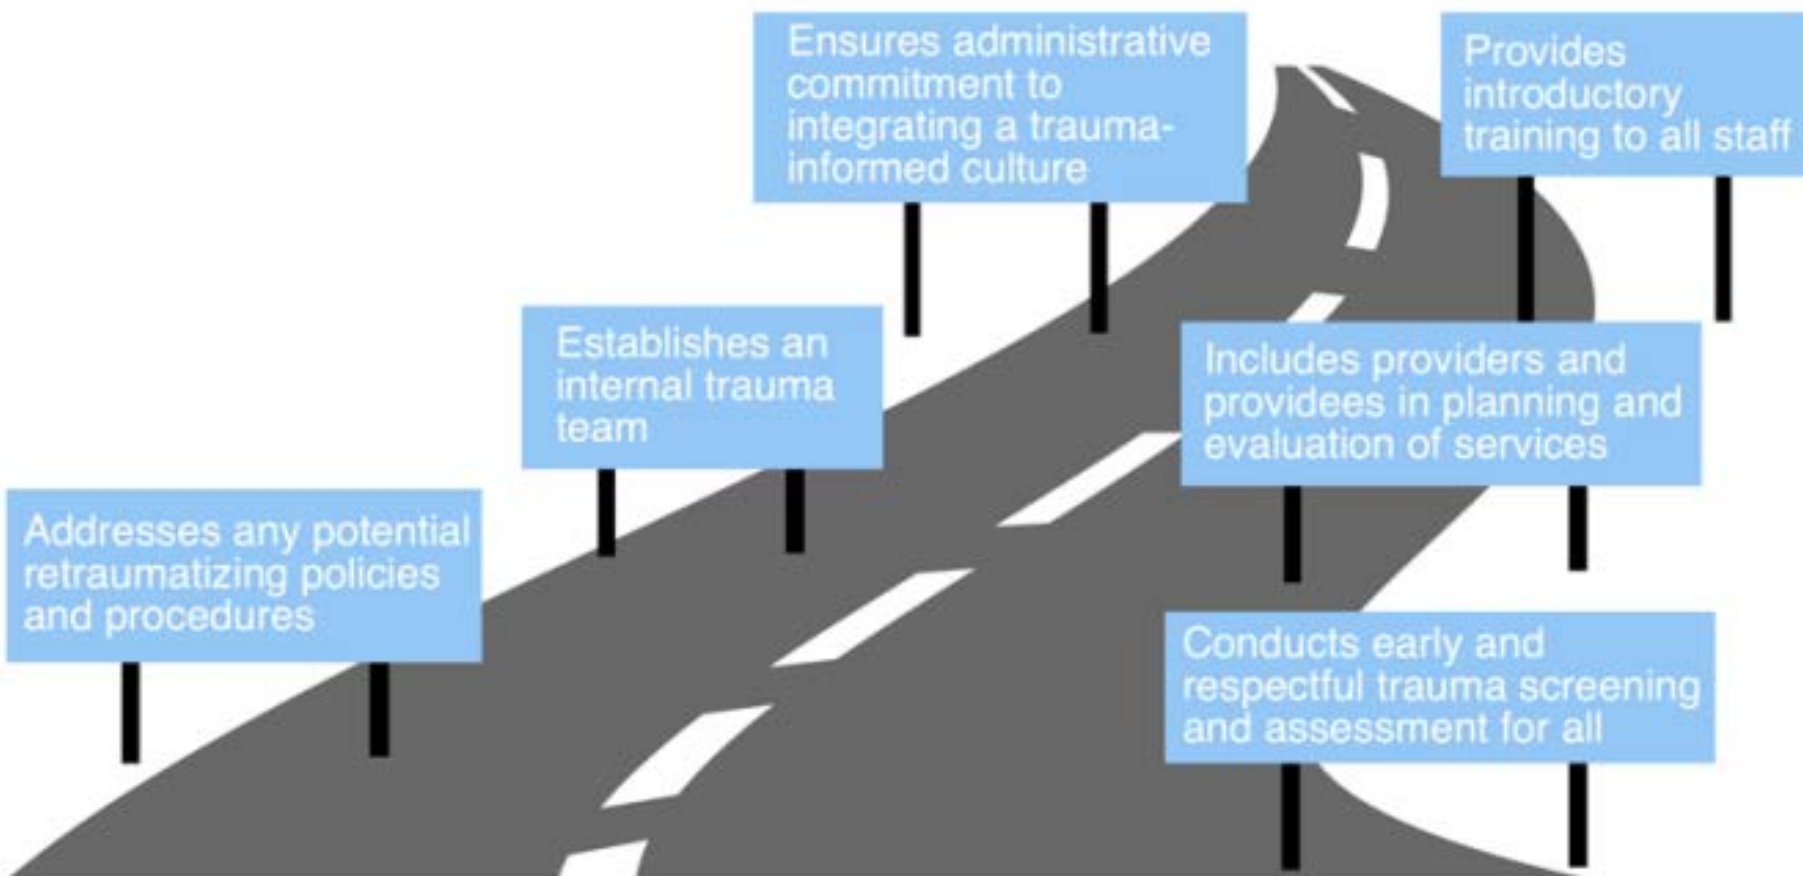 Ensures administrative
commitment to
integrating a trauma-
informed culture
Provides
introductory
training to all staff
Establishes an
internal trauma
team
Includes providers and
providees in planning and
evaluation of services
Addresses any potential
retraumatizing policies
and procedures
Conducts early and
respectful trauma screening
and assessment for all